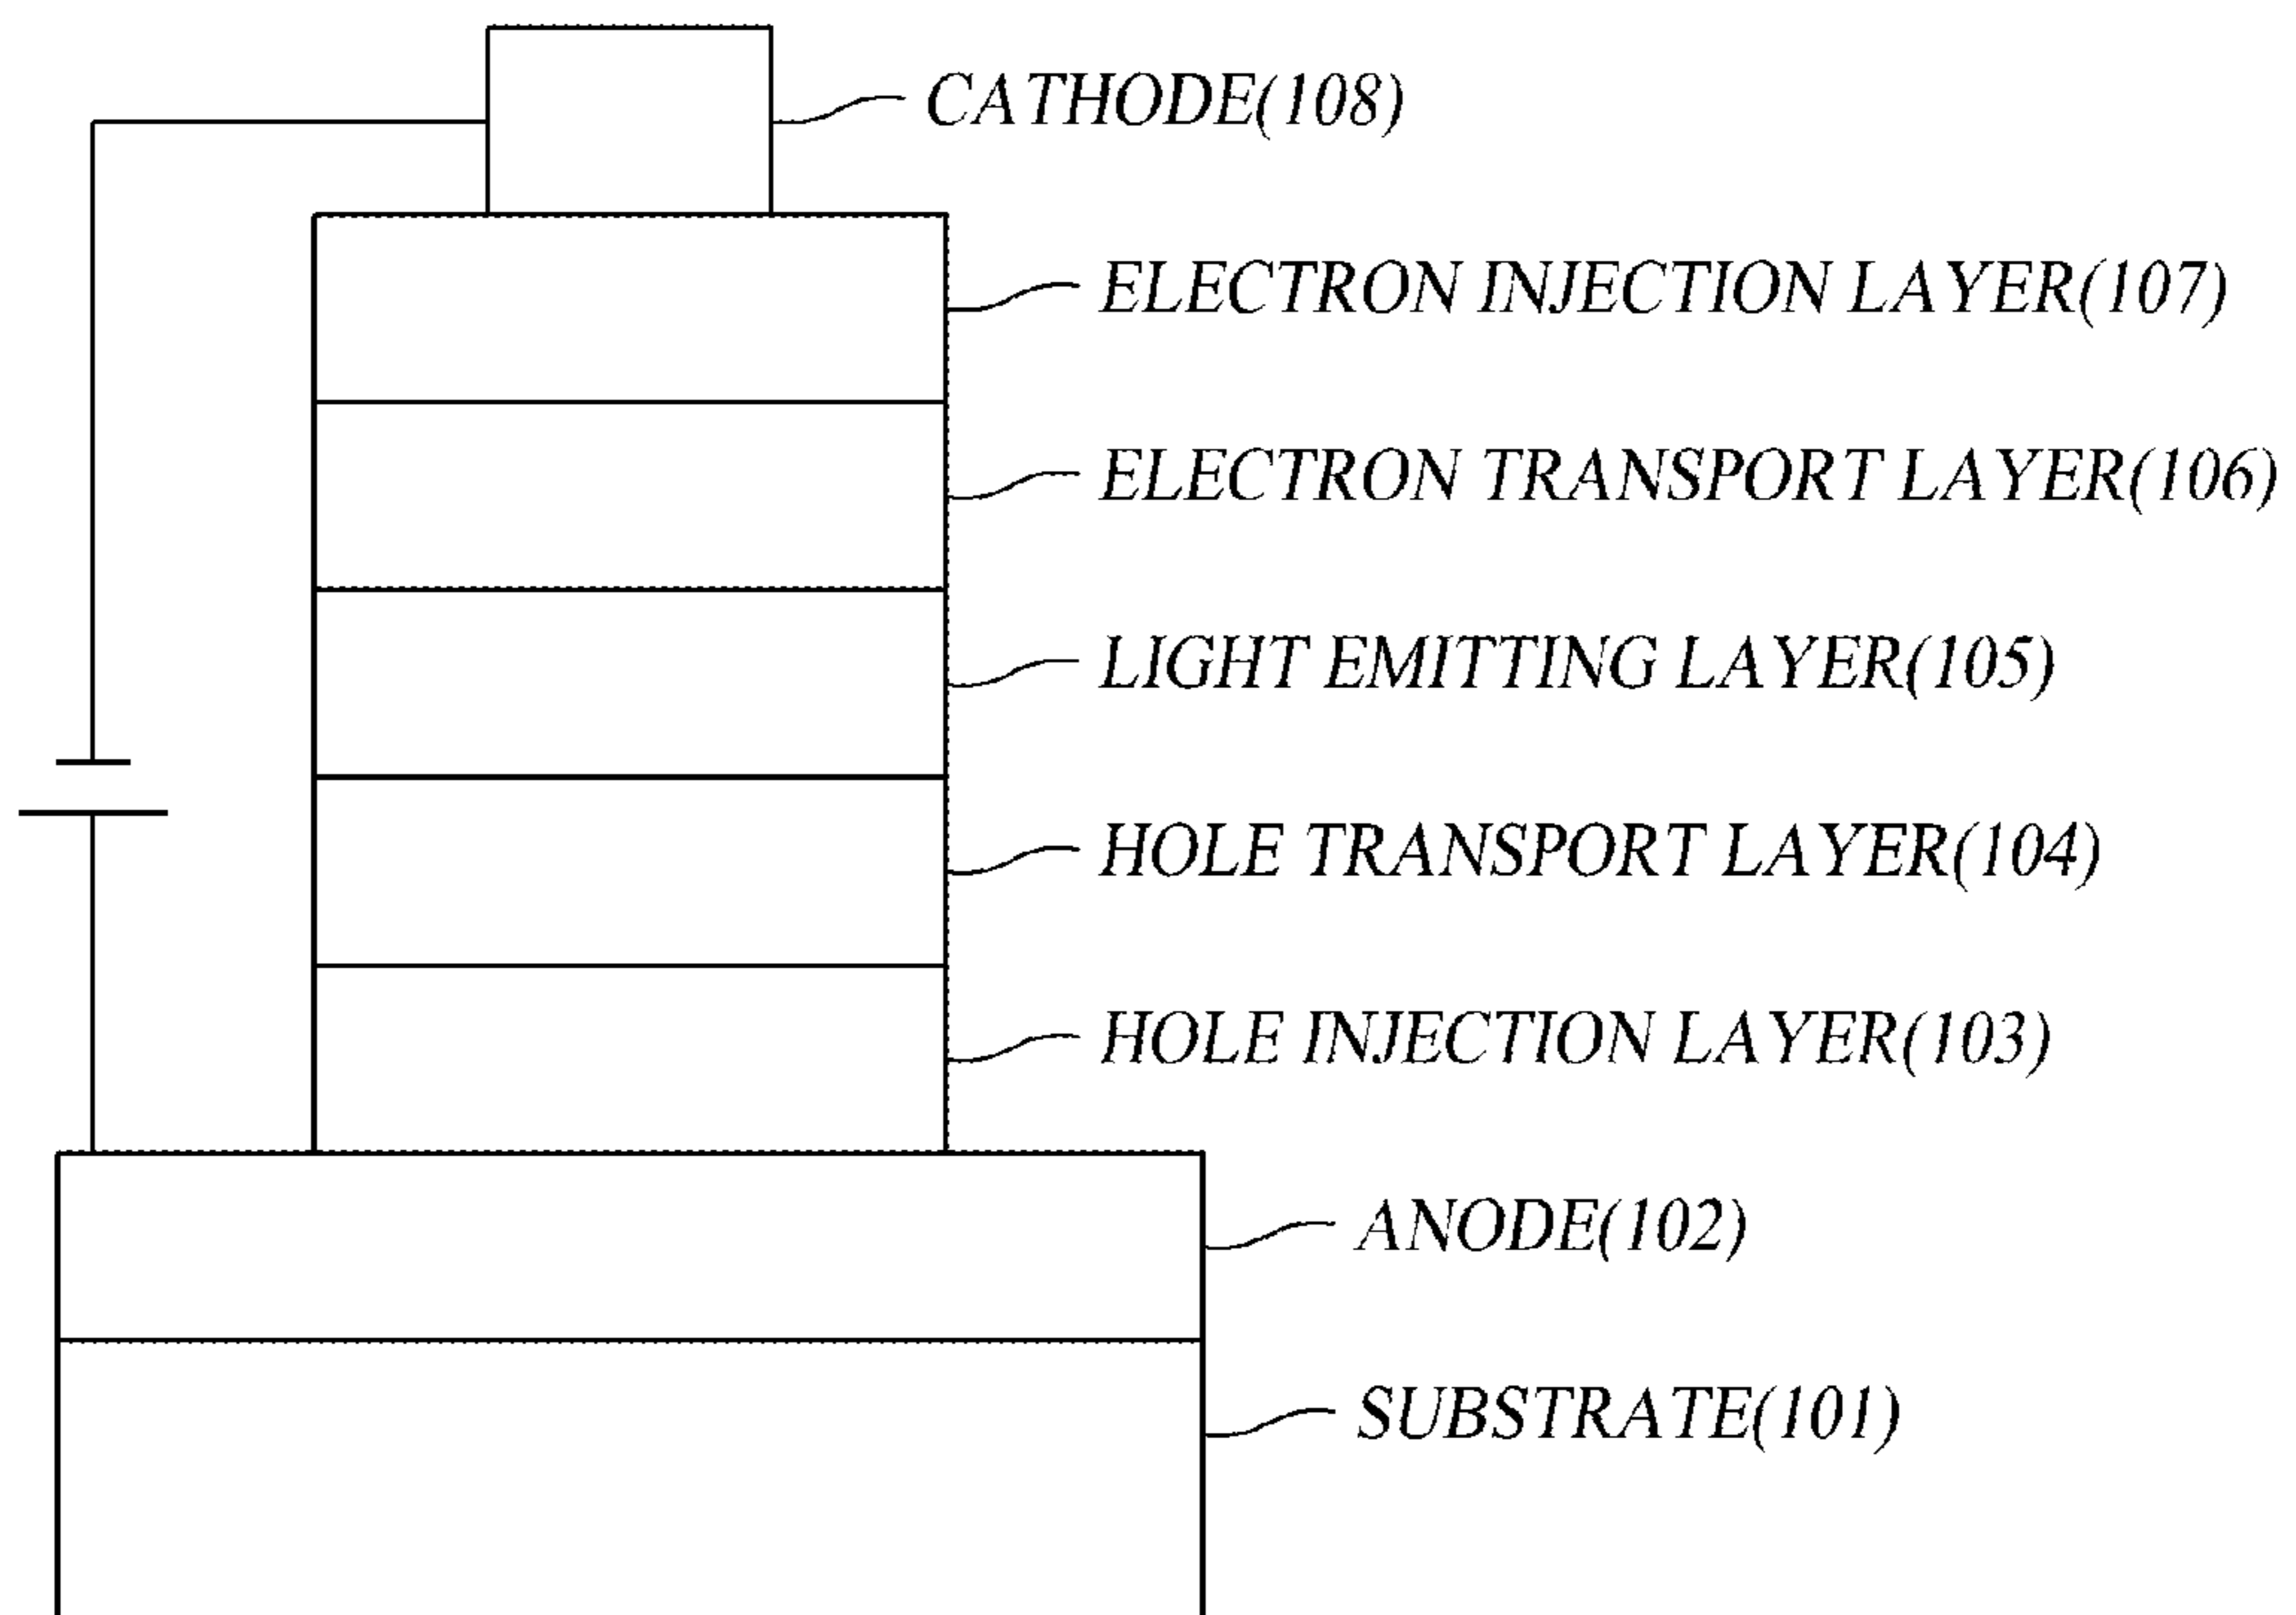 CATHODE(108)
ELECTRON INJECTION LAYER(107)
ELECTRON TRANSPORT LAYER(106)
LIGHT EMITTING LAYER(105)
HOLE TRANSPORT LAYER(104)
HOLE INJECTION LAYER(103)
ANODE(102)
SUBSTRATE(101)